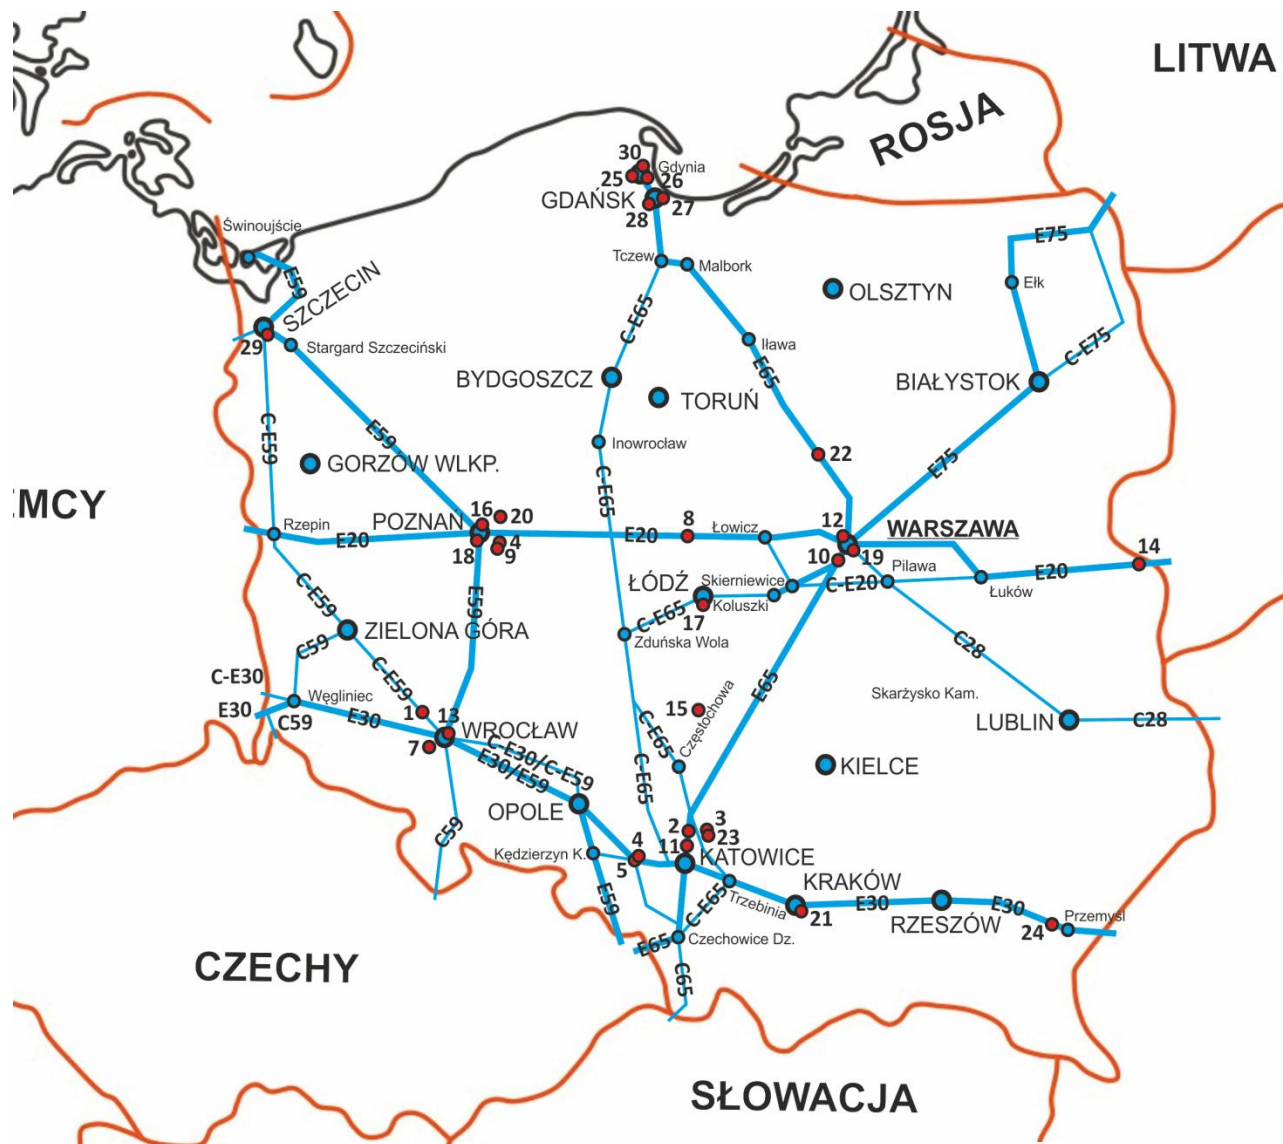 LITWA
ROSJA
30
Gdynia
25
26
GDAŃSK
27
28
Świnoujście
E59
Tczew
Malbork
E75
Ełk
OLSZTYN
SZCZECIN
29
Stargard Szczeciński
C-E65
Iława
E65
C-E75
BYDGOSZCZ
BIAŁYSTOK
TORUŃ
C-E59
E59
Inowrocław
22
E75
GORZÓW WLKP.
C-E65
EMCY
Rzepin
E20
POZNAŃ
16
20
18
4
9
E20
8
Łowicz
12
WARSZAWA
10
19
14
E20
Pilawa
Łuków
C-E20
ŁÓDŹ
Skierniewice
Koluszki
17
C-E65
Zduńska Wola
C-E59
E59
ZIELONA GÓRA
C59
C-E59
C28
C-E30
Węgliniec
E30
C59
E30
1
13
WROCŁAW
7
C-E30/C-E59
E30/E59
15
Częstochowa
C-E65
C-E65
E65
Skarżysko Kam.
LUBLIN
C28
KIELCE
OPOLE
C59
Kędzierzyn K.
4
5
2
3
23
11
KATOWICE
E59
C-E65
Trzebinia
KRAKÓW
21
E30
RZESZÓW
E30
24
Przemyśl
E65
Czechowice Dz.
C65
CZECHY
SŁOWACJA